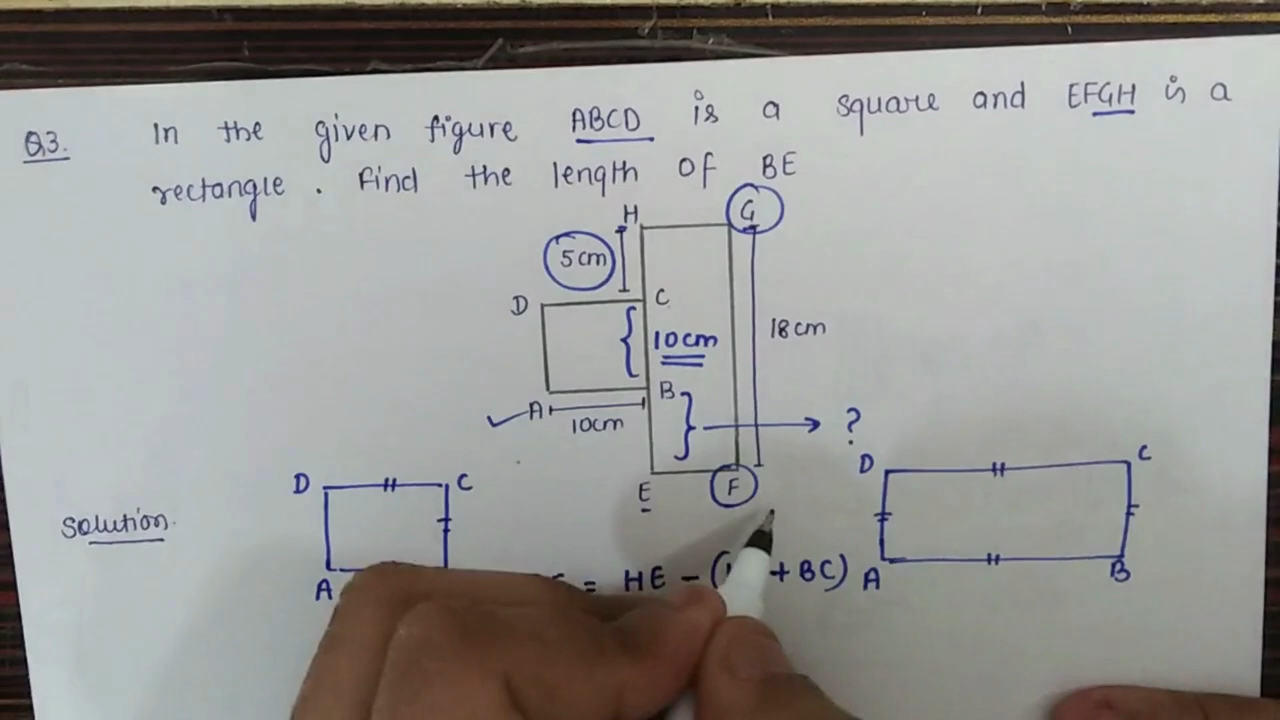 Q3. In the given figure ABCD is a square and EFGH is a
rectangle. Find the length of BE
H G
5cm
D C
10cm
18cm
B
A
10cm
?
E F
Solution.
D C
A
D C
A B
= HE - ( + BC)